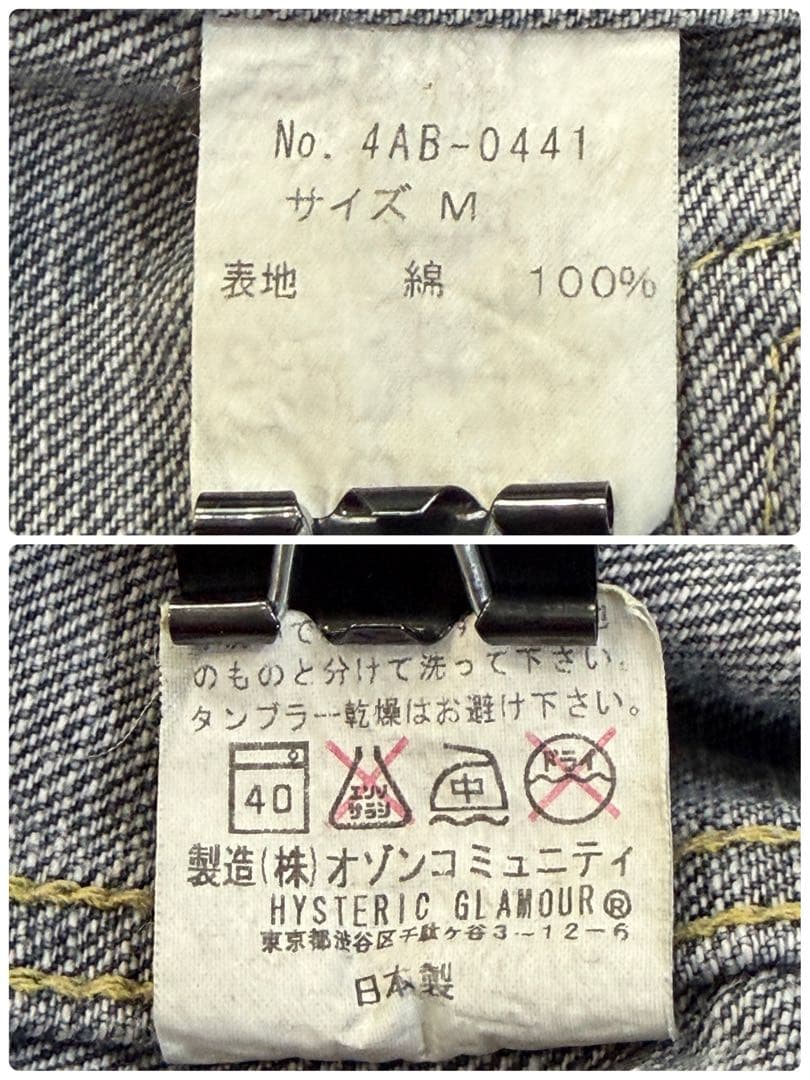 No. 4AB-0441
サイズ M
表地 綿 100%
のものと分けて洗って下さい。
タンブラー乾燥はお避け下さい。
40 エンソサラシ 中 ドライ
製造(株)オゾンコミュニティ
HYSTERIC GLAMOUR®
東京都渋谷区千駄ヶ谷3-12-6
日本製